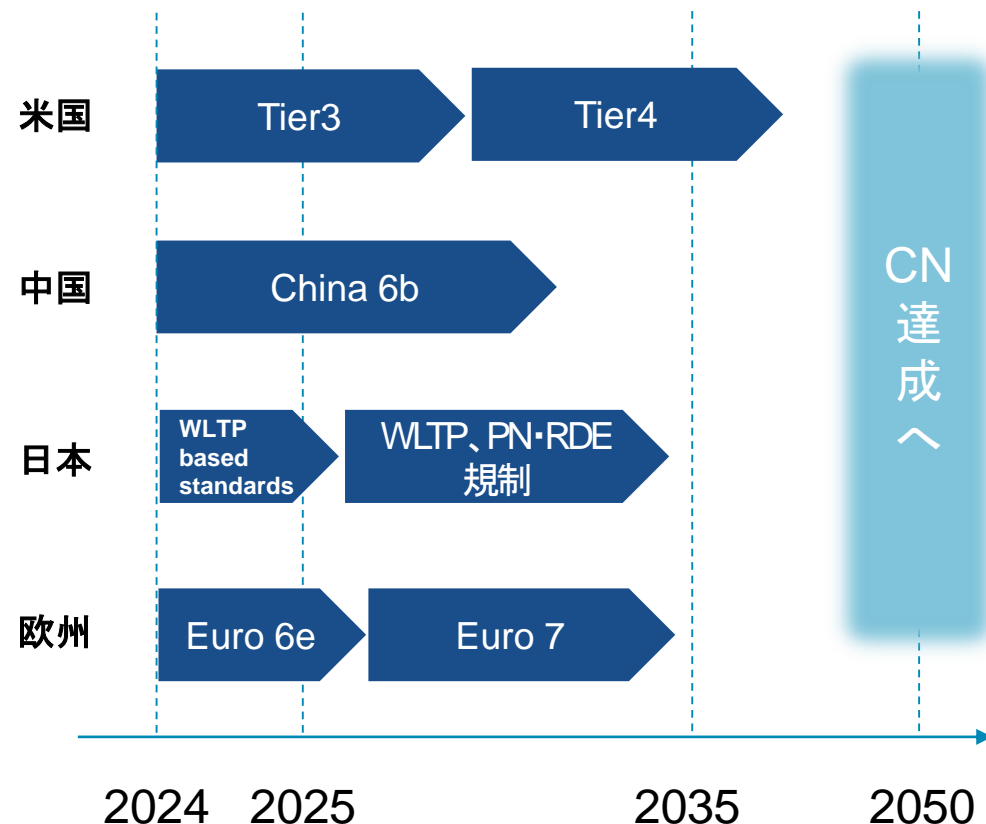 米国
Tier3
Tier4
中国
China 6b
日本
WLTP
based
standards
WLTP、PN・RDE
規制
欧州
Euro 6e
Euro 7
CN
達
成
へ
2024
2025
2035
2050